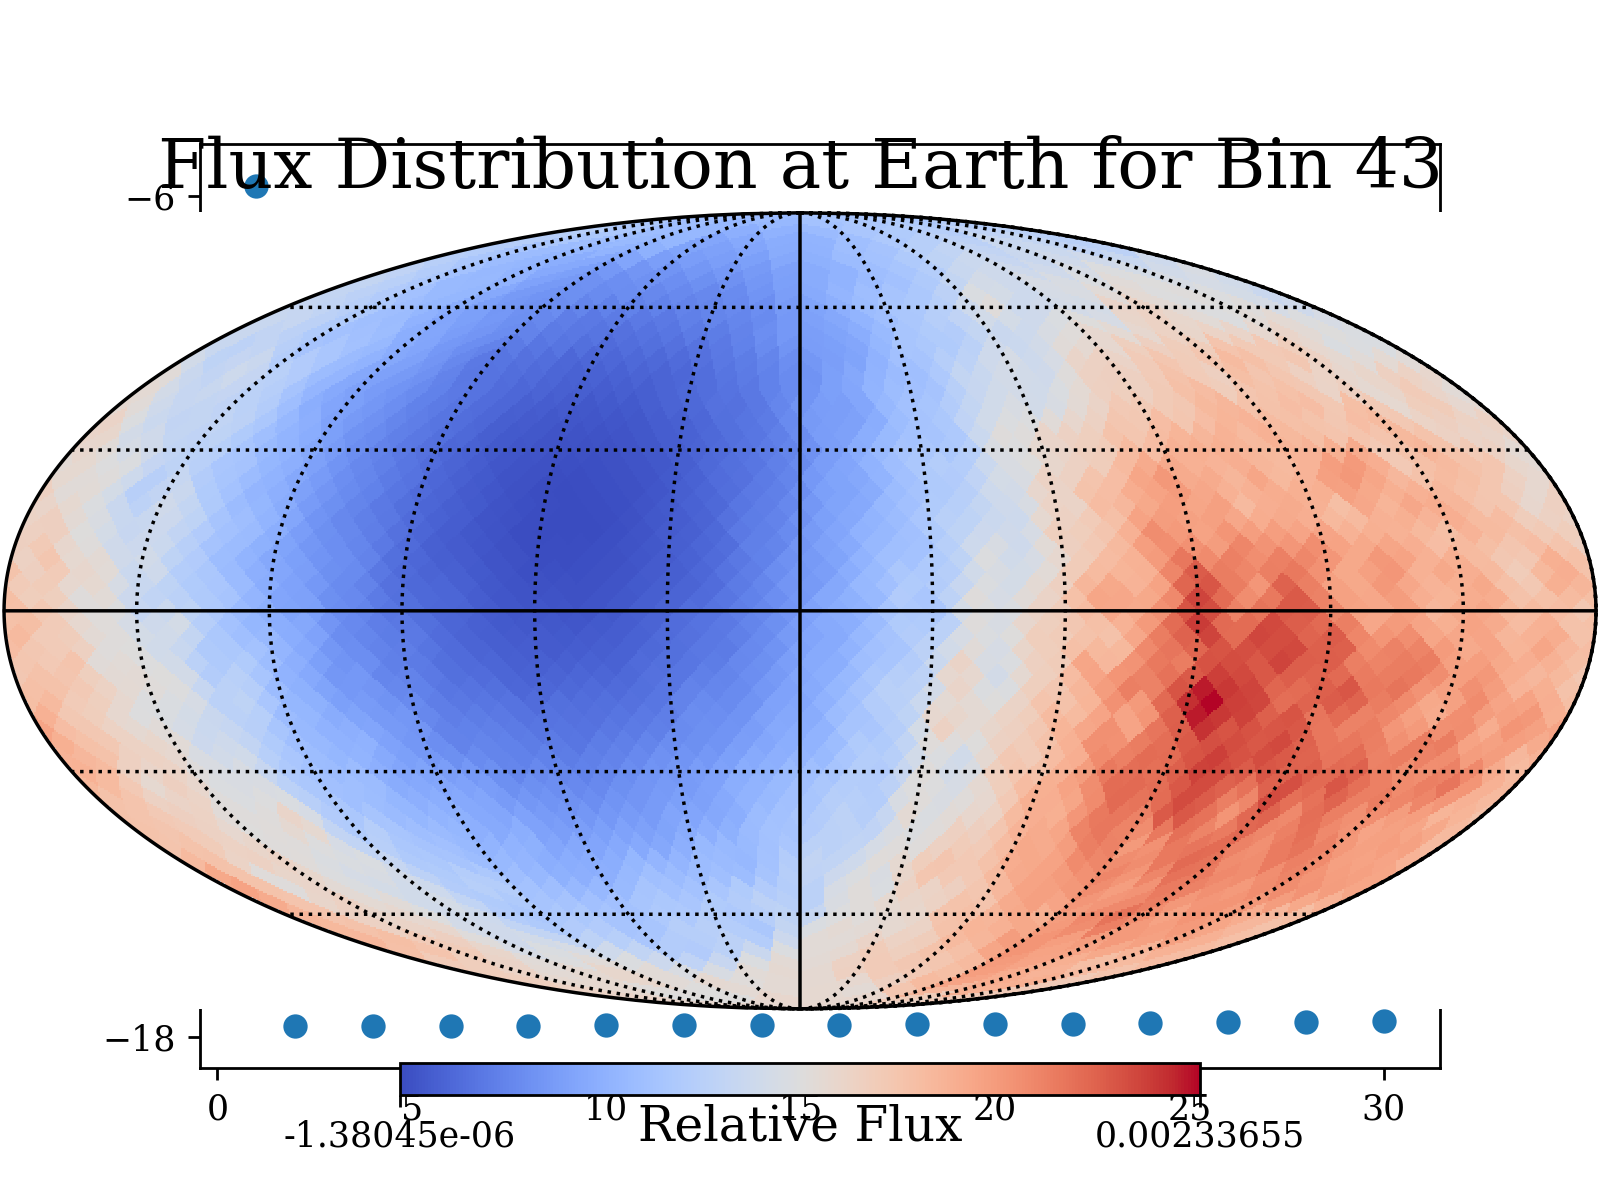 Flux Distribution at Earth for Bin 43
−6
−18
0 5 10 15 20 25 30
Relative Flux
-1.38045e-06 0.00233655